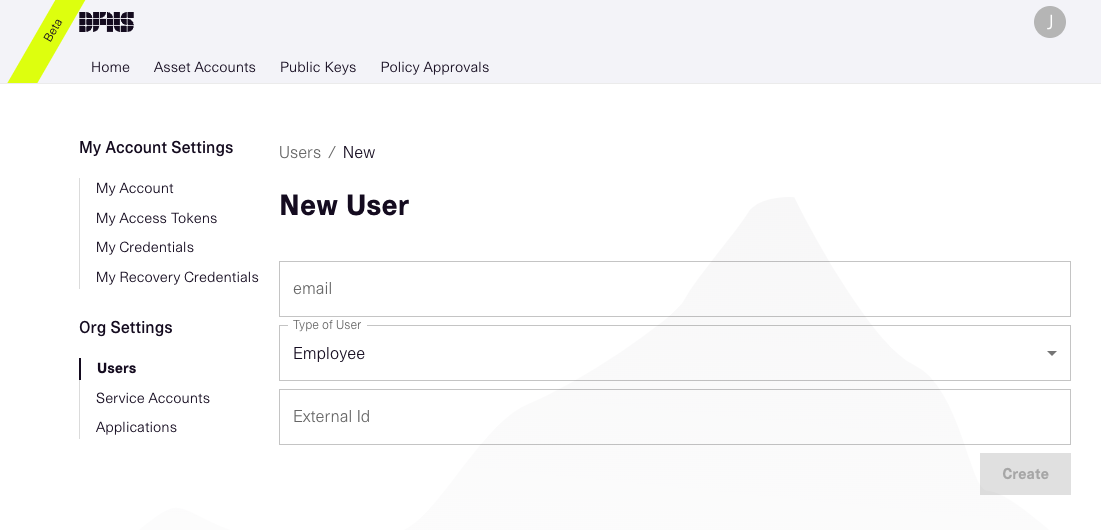 Beta
DFNS
J
Home Asset Accounts Public Keys Policy Approvals
My Account Settings
My Account
My Access Tokens
My Credentials
My Recovery Credentials
Org Settings
Users
Service Accounts
Applications
Users / New
New User
email
Type of User
Employee
External Id
Create